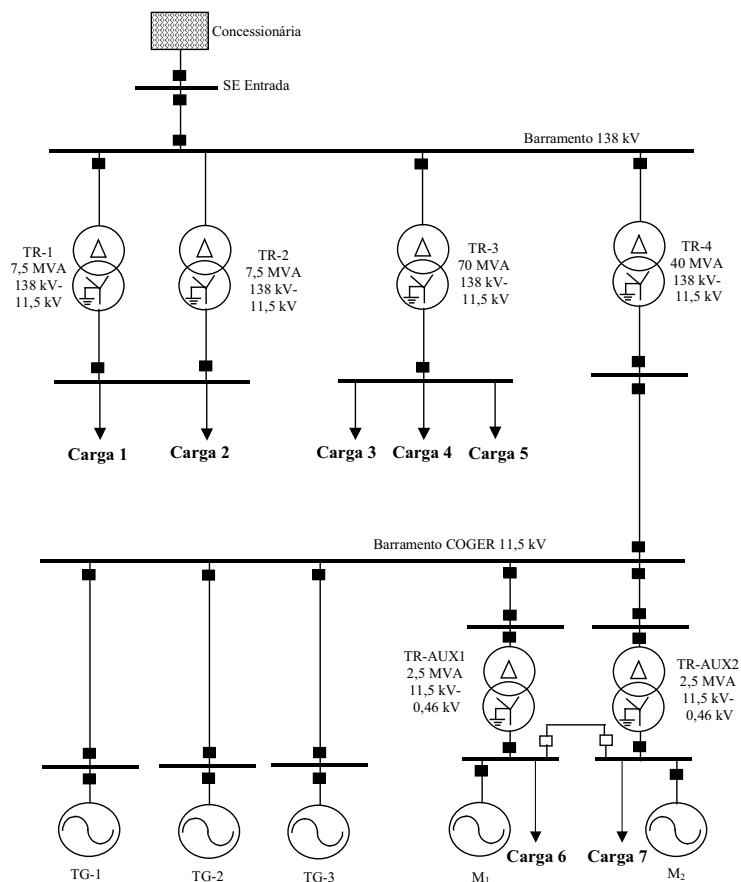 Concessionária
SE Entrada
Barramento 138 kV
TR-1
7,5 MVA
138 kV-
11,5 kV
TR-2
7,5 MVA
138 kV-
11,5 kV
TR-3
70 MVA
138 kV-
11,5 kV
TR-4
40 MVA
138 kV-
11,5 kV
Carga 1
Carga 2
Carga 3
Carga 4
Carga 5
Barramento COGER 11,5 kV
TR-AUX1
2,5 MVA
11,5 kV-
0,46 kV
TR-AUX2
2,5 MVA
11,5 kV-
0,46 kV
TG-1
TG-2
TG-3
M₁
Carga 6
Carga 7
M₂